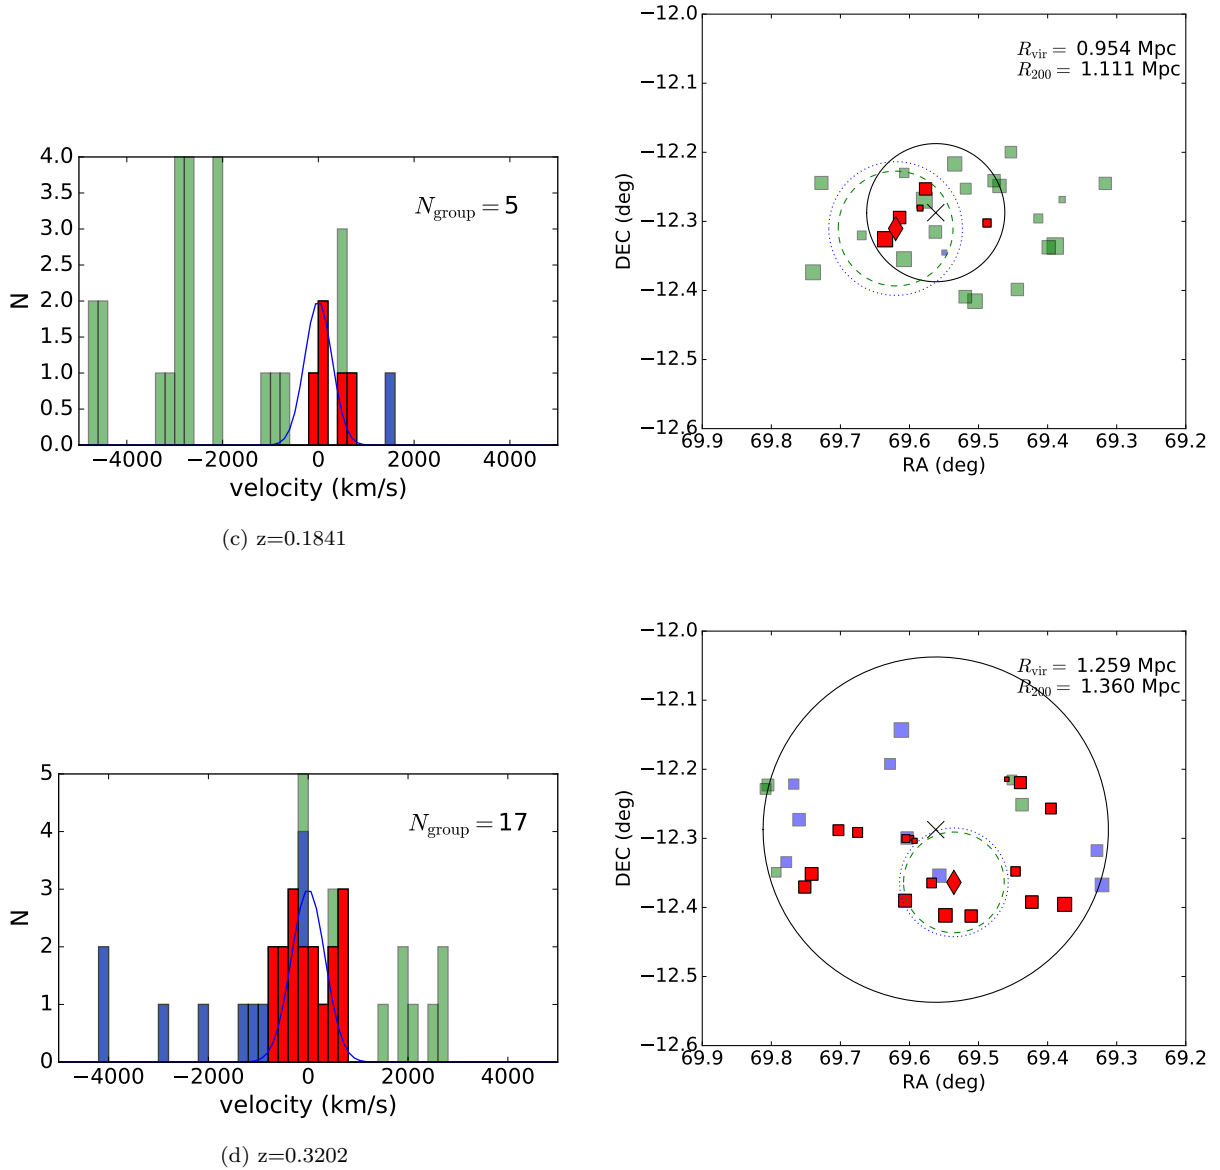 4.0
3.5
3.0
2.5
2.0
1.5
1.0
0.5
0.0
N
N_group = 5
−4000 −2000 0 2000 4000
velocity (km/s)
(c) z=0.1841
−12.0
−12.1
−12.2
−12.3
−12.4
−12.5
−12.6
DEC (deg)
R_vir = 0.954 Mpc
R_200 = 1.111 Mpc
69.9 69.8 69.7 69.6 69.5 69.4 69.3 69.2
RA (deg)
5
4
3
2
1
0
N
N_group = 17
−4000 −2000 0 2000 4000
velocity (km/s)
(d) z=0.3202
−12.0
−12.1
−12.2
−12.3
−12.4
−12.5
−12.6
DEC (deg)
R_vir = 1.259 Mpc
R_200 = 1.360 Mpc
69.9 69.8 69.7 69.6 69.5 69.4 69.3 69.2
RA (deg)